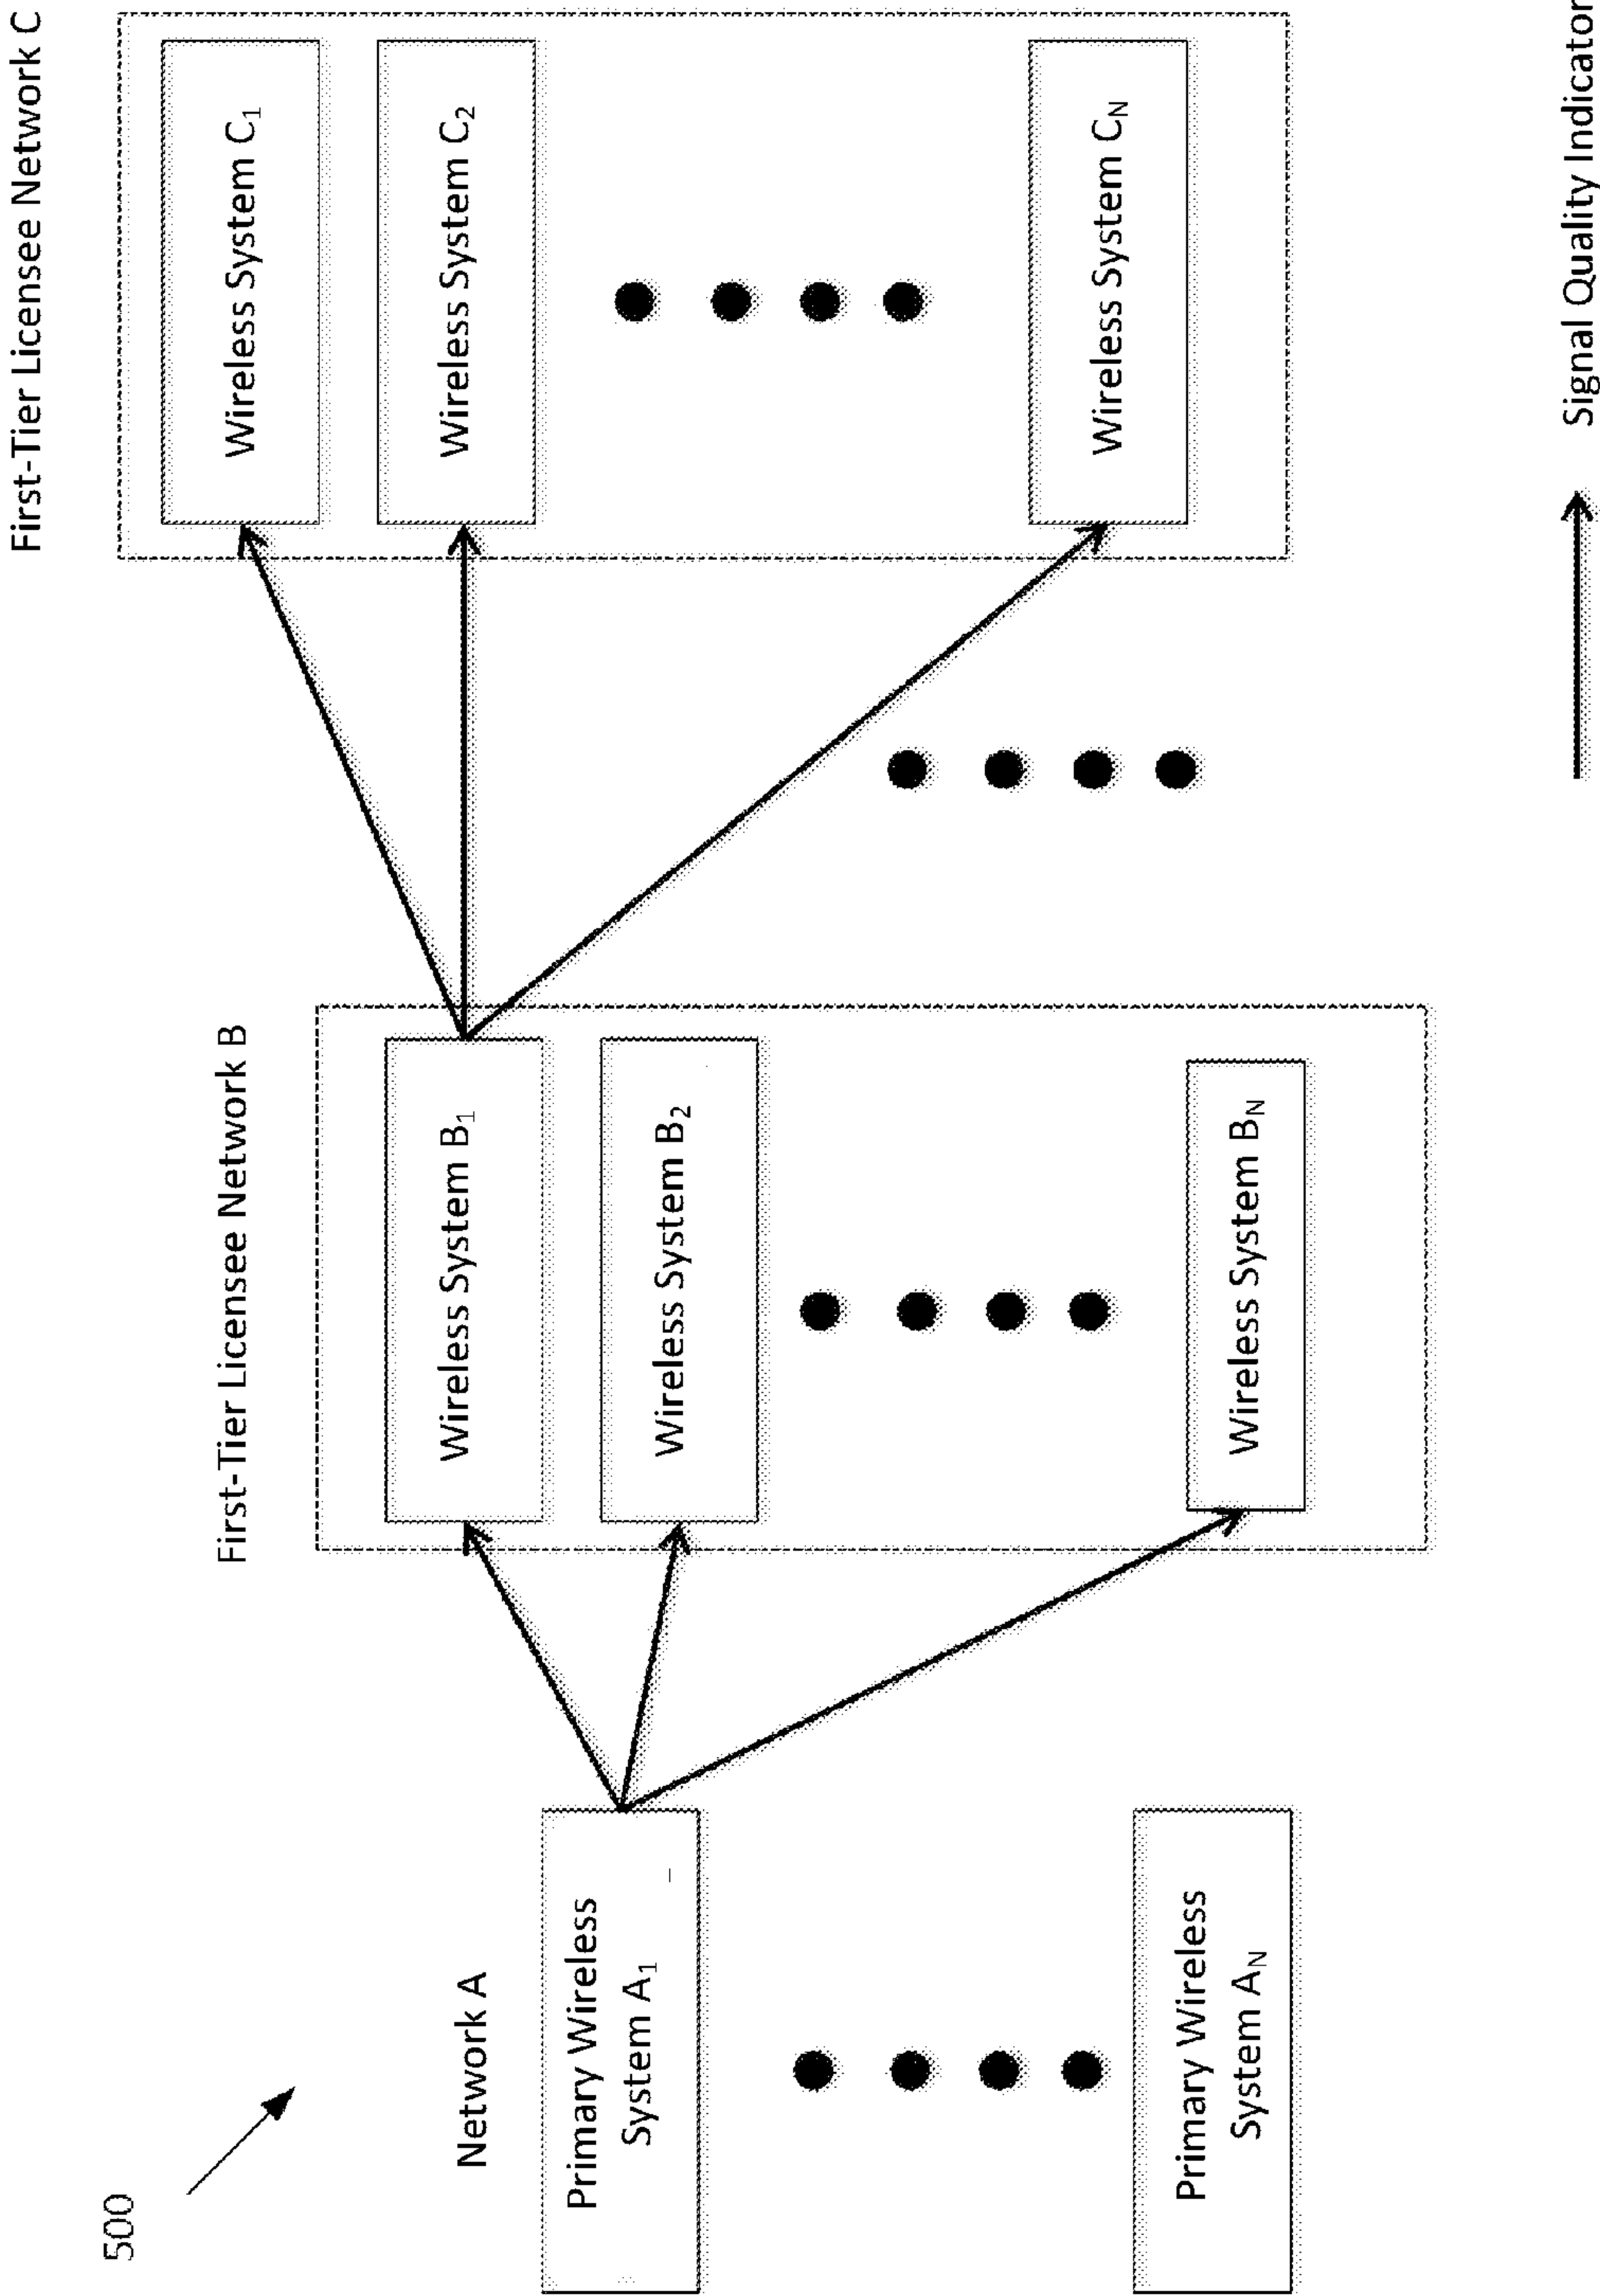 500
Network A
Primary Wireless
System A₁
Primary Wireless
System Aₙ
First-Tier Licensee Network B
Wireless System B₁
Wireless System B₂
Wireless System Bₙ
First-Tier Licensee Network C
Wireless System C₁
Wireless System C₂
Wireless System Cₙ
Signal Quality Indicator